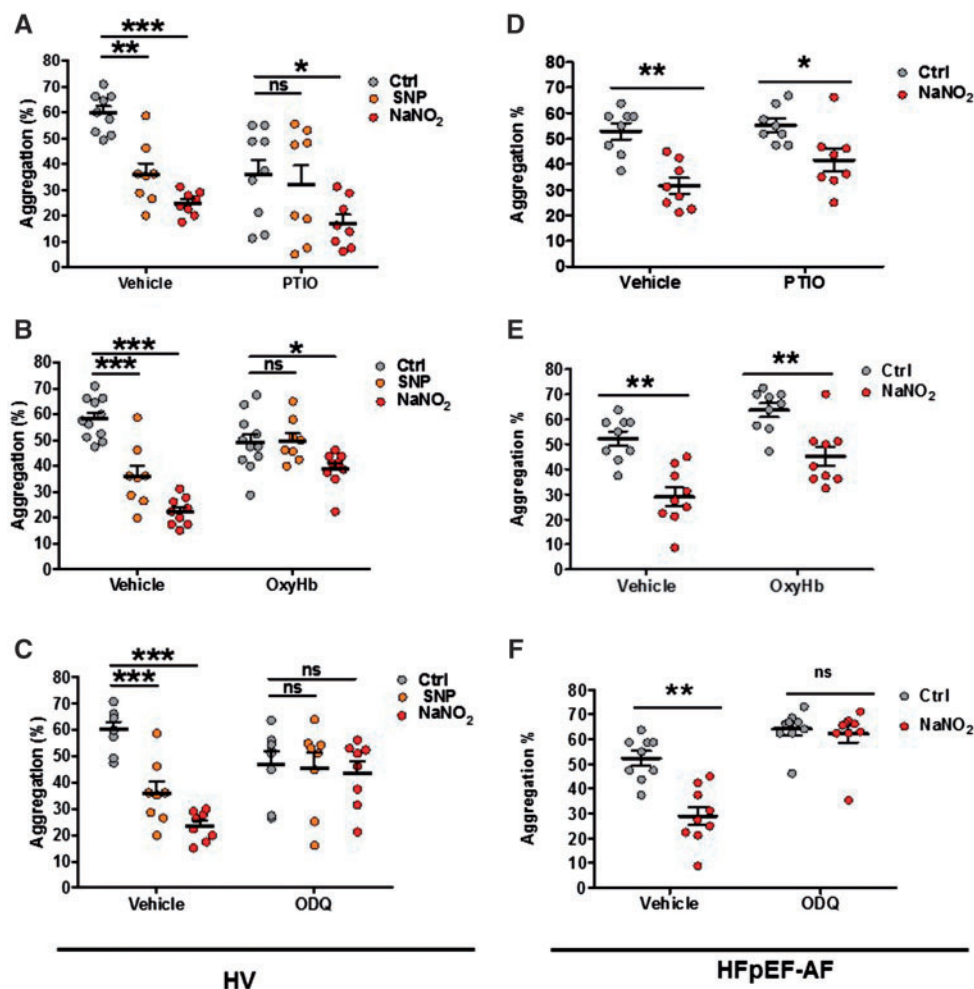 A
***
**
*
ns
Ctrl
SNP
NaNO₂
Aggregation (%)
80
70
60
50
40
30
20
10
0
Vehicle
PTIO
D
**
*
Ctrl
NaNO₂
Aggregation %
80
70
60
50
40
30
20
10
0
Vehicle
PTIO
B
***
***
*
ns
Ctrl
SNP
NaNO₂
Aggregation (%)
80
70
60
50
40
30
20
10
0
Vehicle
OxyHb
E
**
**
Ctrl
NaNO₂
Aggregation %
80
70
60
50
40
30
20
10
0
Vehicle
OxyHb
C
***
***
ns
ns
Ctrl
SNP
NaNO₂
Aggregation (%)
80
70
60
50
40
30
20
10
0
Vehicle
ODQ
F
**
ns
Ctrl
NaNO₂
Aggregation %
80
70
60
50
40
30
20
10
0
Vehicle
ODQ
HV
HFpEF-AF